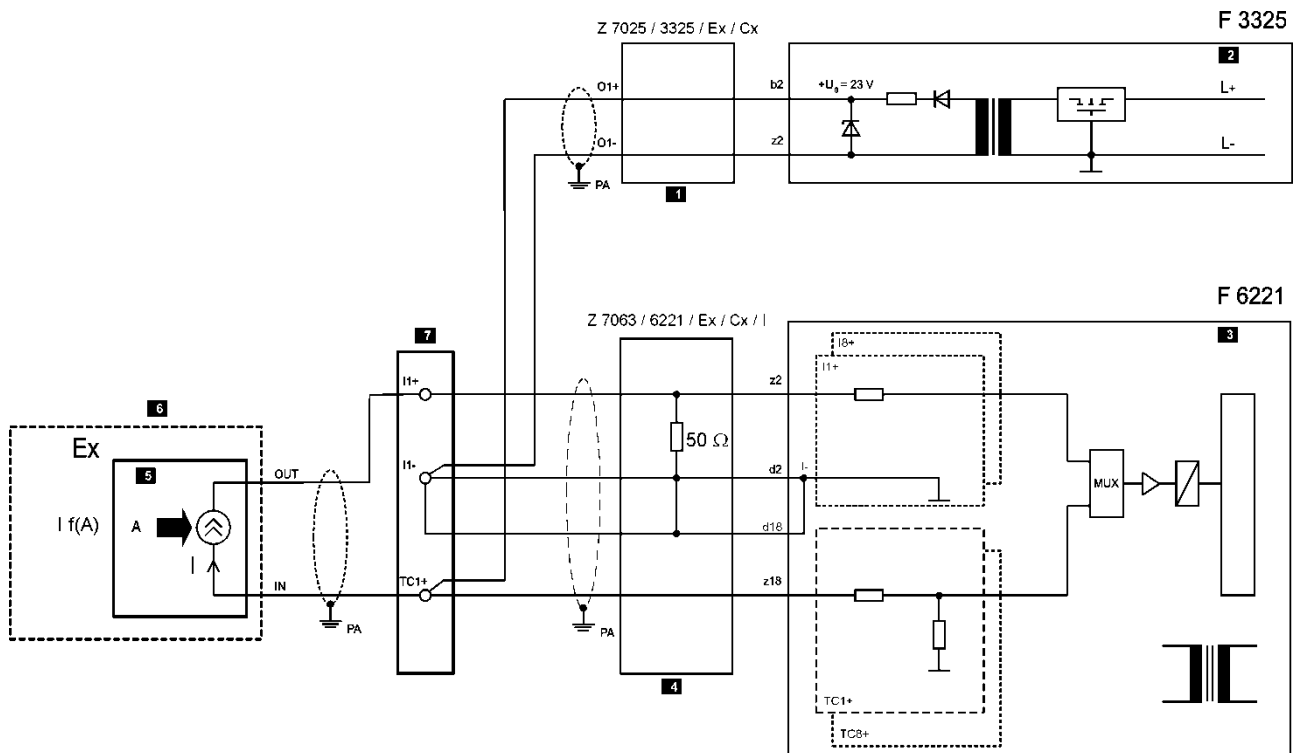 F 3325
Z 7025 / 3325 / Ex / Cx
2
O1+
b2
+U₀ = 23 V
L+
O1-
z2
L-
PA
1
F 6221
Z 7063 / 6221 / Ex / Cx / I
3
7
I8+
I1+
I1+
z2
6
50 Ω
Ex
5
OUT
I1-
d2
I-
MUX
I f(A)
A
d18
I
TC1+
z18
IN
PA
PA
4
TC1+
TC8+